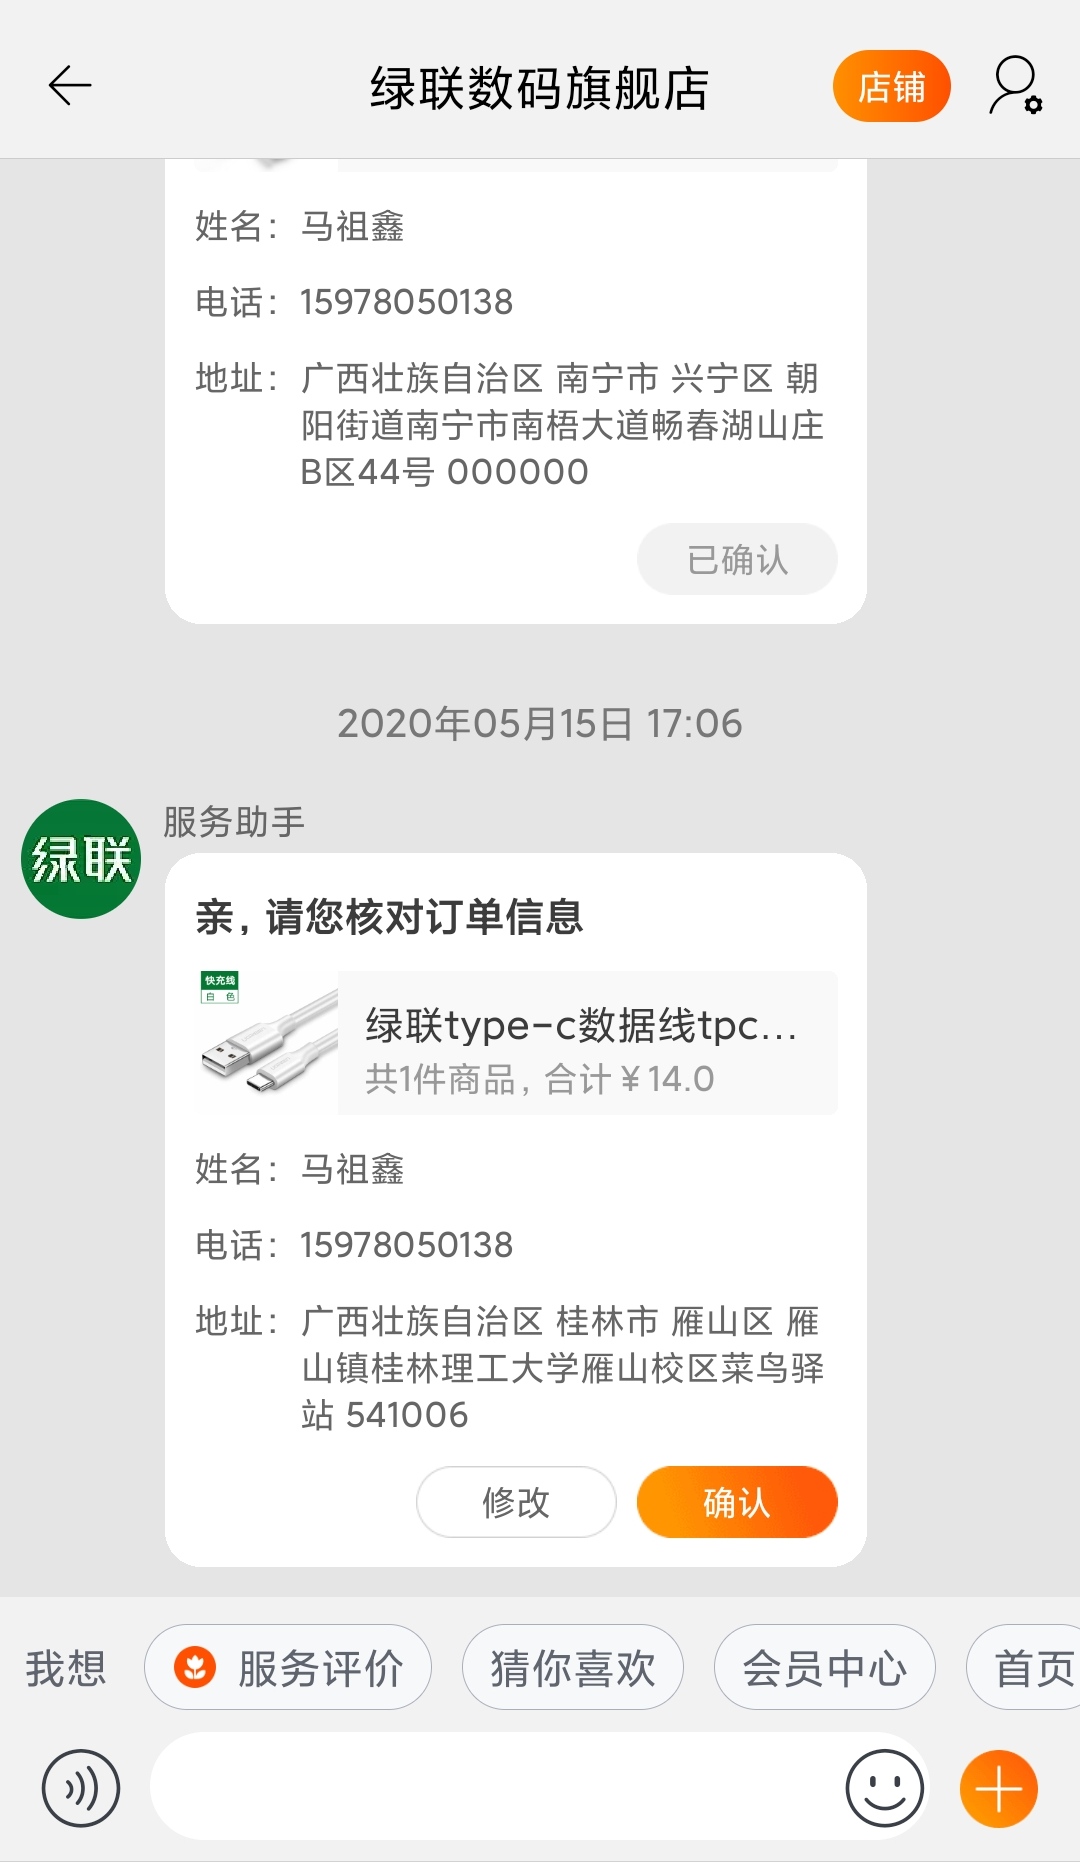 绿联数码旗舰店
店铺
姓名：马祖鑫
电话：15978050138
地址：广西壮族自治区 南宁市 兴宁区 朝
阳街道南宁市南梧大道畅春湖山庄
B区44号 000000
已确认
2020年05月15日 17:06
服务助手
绿联
亲，请您核对订单信息
快充线
白 色
绿联type-c数据线tpc...
共1件商品，合计￥14.0
姓名：马祖鑫
电话：15978050138
地址：广西壮族自治区 桂林市 雁山区 雁
山镇桂林理工大学雁山校区菜鸟驿
站 541006
修改
确认
我想
服务评价
猜你喜欢
会员中心
首页